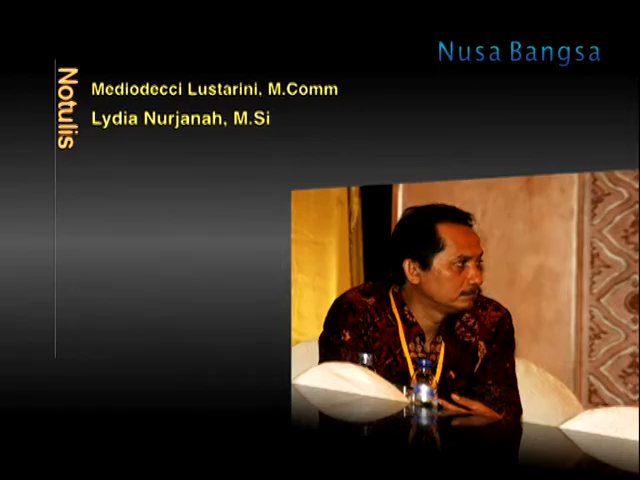 Nusa Bangsa
Notulis
Mediodecci Lustarini, M.Comm
Lydia Nurjanah, M.Si